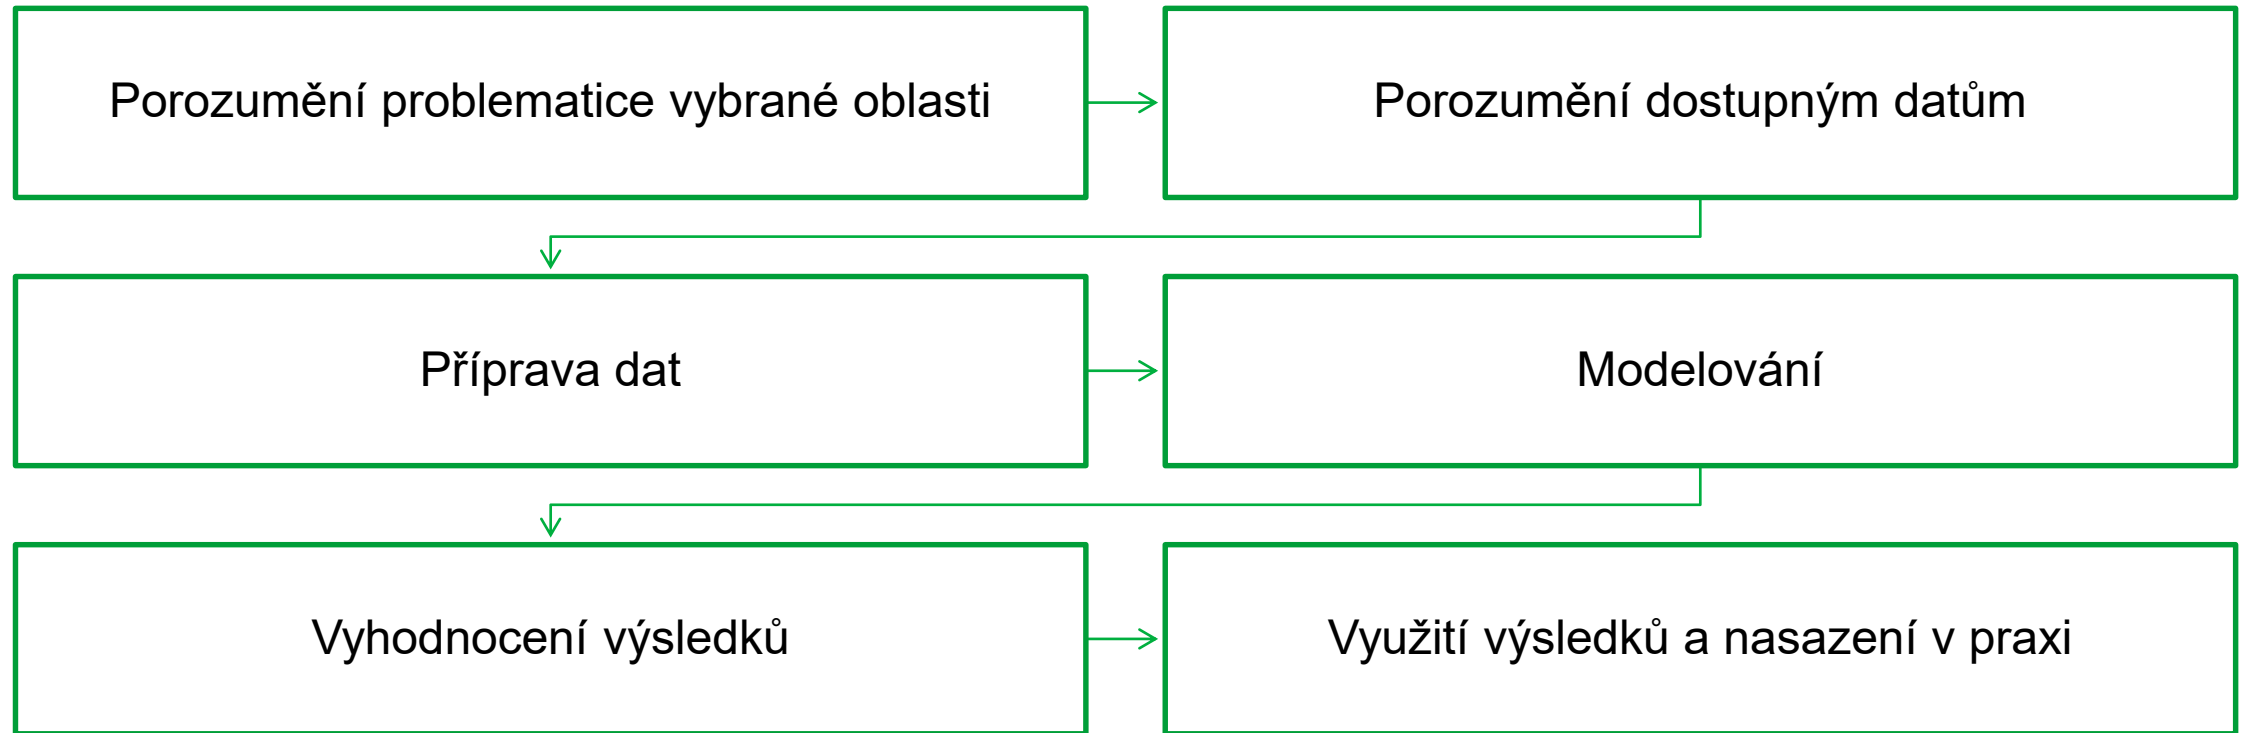 Porozumění problematice vybrané oblasti
Porozumění dostupným datům
Příprava dat
Modelování
Vyhodnocení výsledků
Využití výsledků a nasazení v praxi